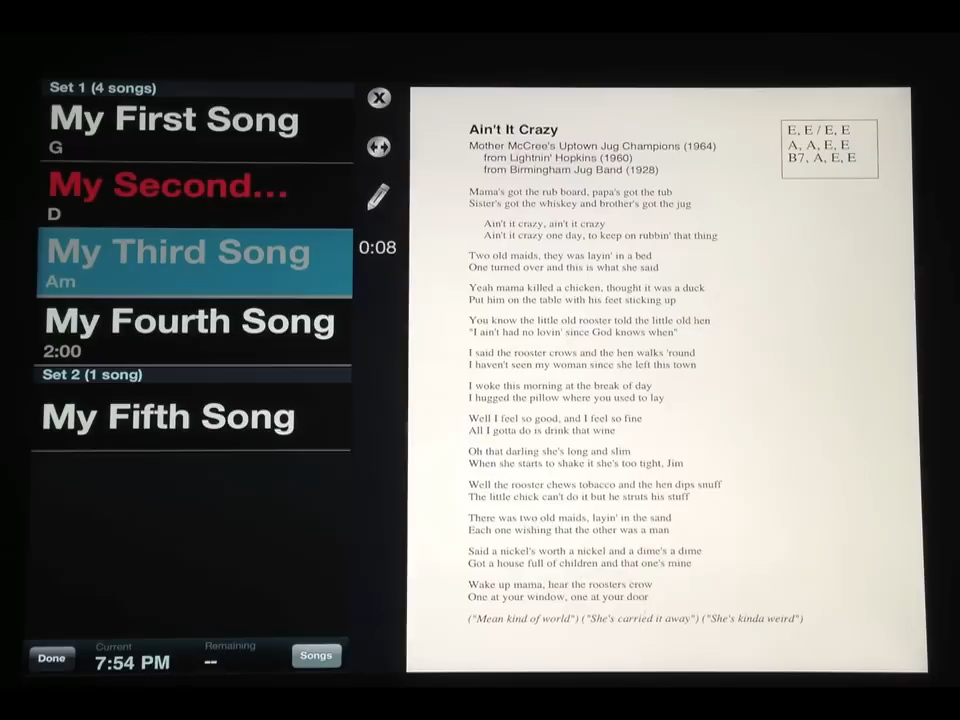 Set 1 (4 songs)
My First Song
G
My Second...
D
My Third Song
Am
My Fourth Song
2:00
Set 2 (1 song)
My Fifth Song
Done
Current
7:54 PM
Remaining
--
Songs
0:08
Ain't It Crazy
Mother McCree's Uptown Jug Champions (1964)
from Lightnin' Hopkins (1960)
from Birmingham Jug Band (1928)
E, E / E, E
A, A, E, E
B7, A, E, E
Mama's got the rub board, papa's got the tub
Sister's got the whiskey and brother's got the jug
Ain't it crazy, ain't it crazy
Ain't it crazy one day, to keep on rubbin' that thing
Two old maids, they was layin' in a bed
One turned over and this is what she said
Yeah mama killed a chicken, thought it was a duck
Put him on the table with his feet sticking up
You know the little old rooster told the little old hen
"I ain't had no lovin' since God knows when"
I said the rooster crows and the hen walks 'round
I haven't seen my woman since she left this town
I woke this morning at the break of day
I hugged the pillow where you used to lay
Well I feel so good, and I feel so fine
All I gotta do is drink that wine
Oh that darling she's long and slim
When she starts to shake it she's too tight, Jim
Well the rooster chews tobacco and the hen dips snuff
The little chick can't do it but he struts his stuff
There was two old maids, layin' in the sand
Each one wishing that the other was a man
Said a nickel's worth a nickel and a dime's a dime
Got a house full of children and that one's mine
Wake up mama, hear the roosters crow
One at your window, one at your door
("Mean kind of world") ("She's carried it away") ("She's kinda weird")